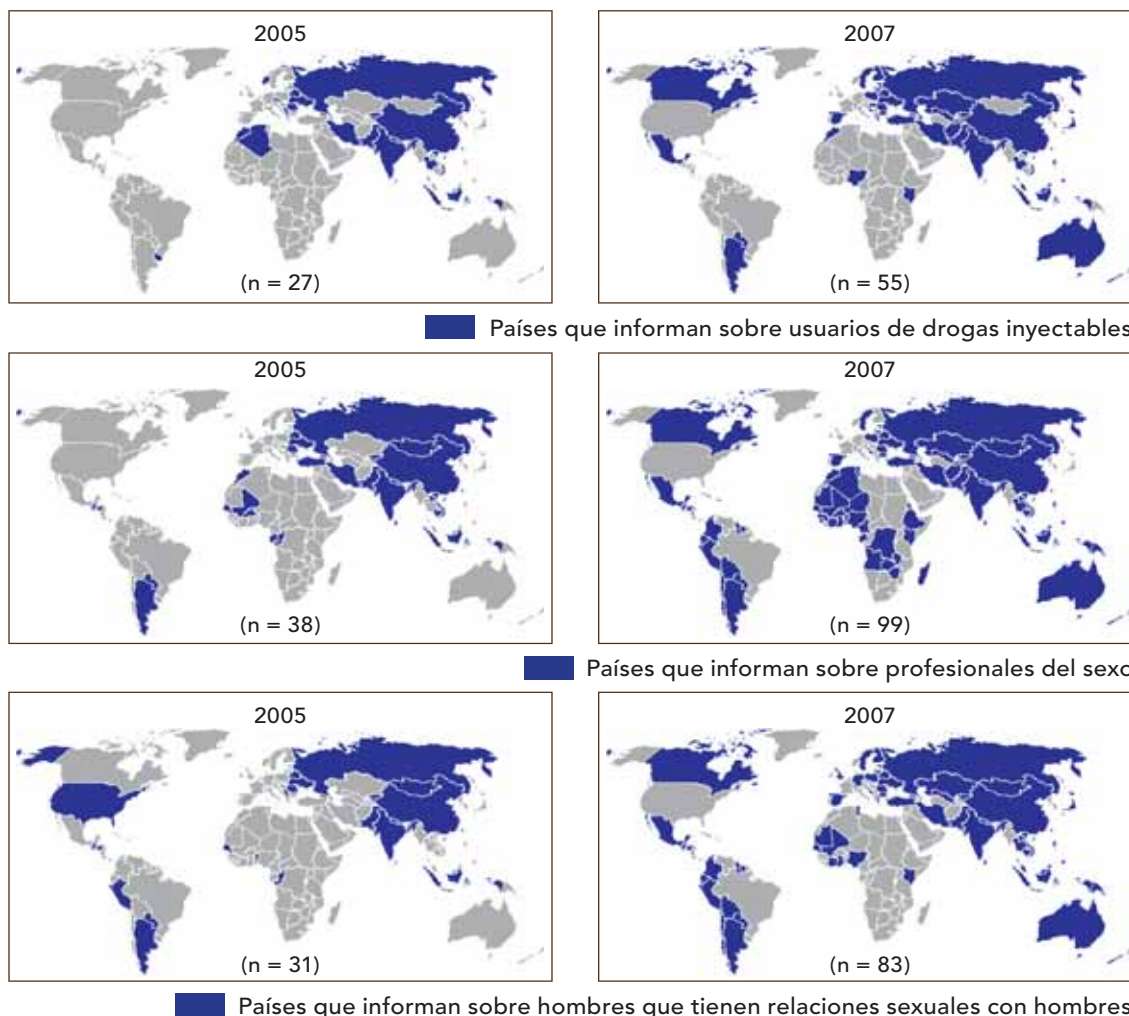 2005
2007
(n = 27)
(n = 55)
Países que informan sobre usuarios de drogas inyectables
2005
2007
(n = 38)
(n = 99)
Países que informan sobre profesionales del sexo
2005
2007
(n = 31)
(n = 83)
Países que informan sobre hombres que tienen relaciones sexuales con hombres